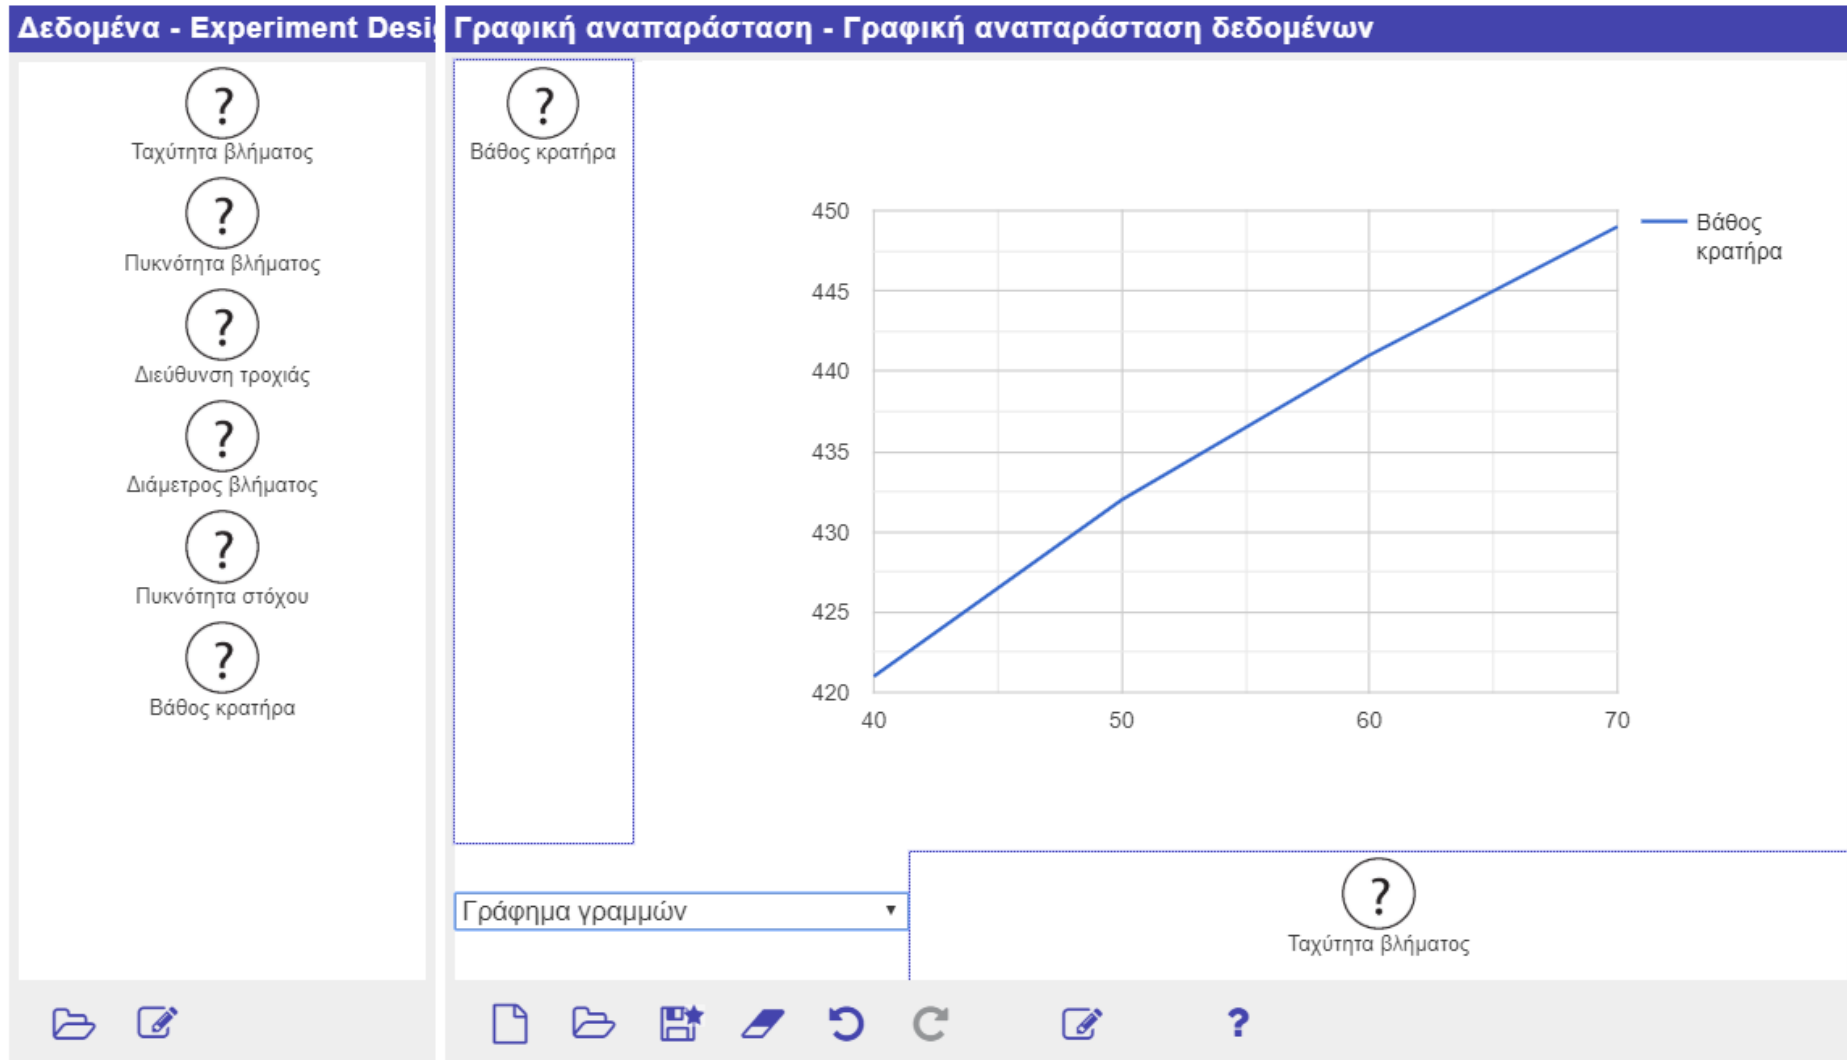 Δεδομένα - Experiment Desi
?
Ταχύτητα βλήματος
?
Πυκνότητα βλήματος
?
Διεύθυνση τροχιάς
?
Διάμετρος βλήματος
?
Πυκνότητα στόχου
?
Βάθος κρατήρα
Γραφική αναπαράσταση - Γραφική αναπαράσταση δεδομένων
?
Βάθος κρατήρα
450
445
440
435
430
425
420
40 50 60 70
Βάθος
κρατήρα
Γράφημα γραμμών
?
Ταχύτητα βλήματος
?